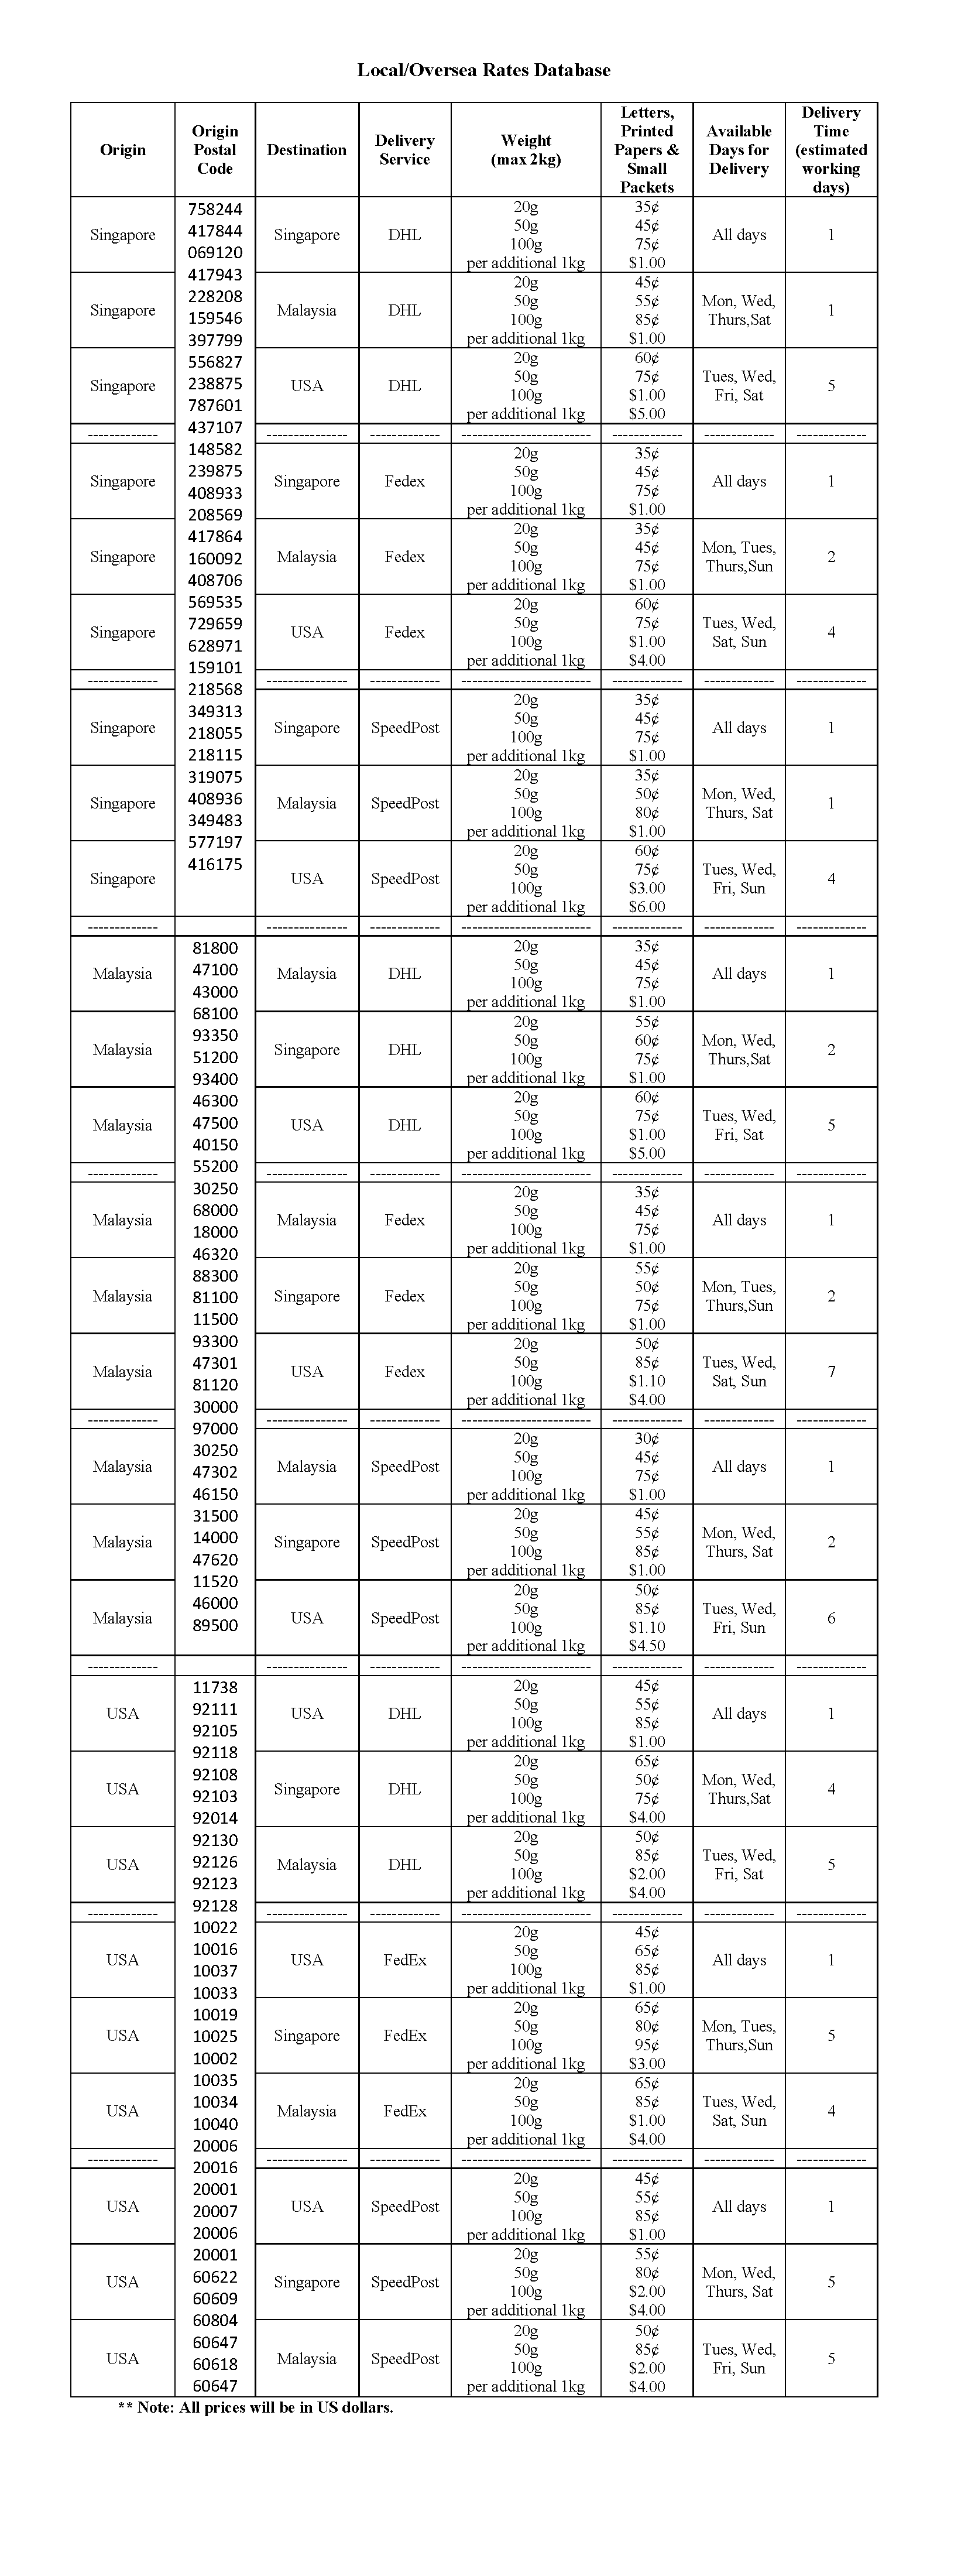 Local/Oversea Rates Database
Origin
Origin
Postal
Code
Destination
Delivery
Service
Weight
(max 2kg)
Letters,
Printed
Papers &
Small
Packets
Available
Days for
Delivery
Delivery
Time
(estimated
working
days)
Singapore
758244
417844
069120
417943
228208
159546
397799
556827
238875
787601
437107
148582
239875
408933
208569
417864
160092
408706
569535
729659
628971
159101
218568
349313
218055
218115
319075
408936
349483
577197
416175
Singapore
DHL
20g
50g
100g
per additional 1kg
35¢
45¢
75¢
$1.00
All days
1
Singapore
Malaysia
DHL
20g
50g
100g
per additional 1kg
45¢
55¢
85¢
$1.00
Mon, Wed,
Thurs,Sat
1
Singapore
USA
DHL
20g
50g
100g
per additional 1kg
60¢
75¢
$1.00
$5.00
Tues, Wed,
Fri, Sat
5
Singapore
Singapore
Fedex
20g
50g
100g
per additional 1kg
35¢
45¢
75¢
$1.00
All days
1
Singapore
Malaysia
Fedex
20g
50g
100g
per additional 1kg
35¢
45¢
75¢
$1.00
Mon, Tues,
Thurs,Sun
2
Singapore
USA
Fedex
20g
50g
100g
per additional 1kg
60¢
75¢
$1.00
$4.00
Tues, Wed,
Sat, Sun
4
Singapore
Singapore
SpeedPost
20g
50g
100g
per additional 1kg
35¢
45¢
75¢
$1.00
All days
1
Singapore
Malaysia
SpeedPost
20g
50g
100g
per additional 1kg
35¢
50¢
80¢
$1.00
Mon, Wed,
Thurs, Sat
1
Singapore
USA
SpeedPost
20g
50g
100g
per additional 1kg
60¢
75¢
$3.00
$6.00
Tues, Wed,
Fri, Sun
4
Malaysia
81800
47100
43000
68100
93350
51200
93400
46300
47500
40150
55200
30250
68000
18000
46320
88300
81100
11500
93300
47301
81120
30000
97000
30250
47302
46150
31500
14000
47620
11520
46000
89500
Malaysia
DHL
20g
50g
100g
per additional 1kg
35¢
45¢
75¢
$1.00
All days
1
Malaysia
Singapore
DHL
20g
50g
100g
per additional 1kg
55¢
60¢
75¢
$1.00
Mon, Wed,
Thurs,Sat
2
Malaysia
USA
DHL
20g
50g
100g
per additional 1kg
60¢
75¢
$1.00
$5.00
Tues, Wed,
Fri, Sat
5
Malaysia
Malaysia
Fedex
20g
50g
100g
per additional 1kg
35¢
45¢
75¢
$1.00
All days
1
Malaysia
Singapore
Fedex
20g
50g
100g
per additional 1kg
55¢
50¢
75¢
$1.00
Mon, Tues,
Thurs,Sun
2
Malaysia
USA
Fedex
20g
50g
100g
per additional 1kg
50¢
85¢
$1.10
$4.00
Tues, Wed,
Sat, Sun
7
Malaysia
Malaysia
SpeedPost
20g
50g
100g
per additional 1kg
30¢
45¢
75¢
$1.00
All days
1
Malaysia
Singapore
SpeedPost
20g
50g
100g
per additional 1kg
45¢
55¢
85¢
$1.00
Mon, Wed,
Thurs, Sat
2
Malaysia
USA
SpeedPost
20g
50g
100g
per additional 1kg
50¢
85¢
$1.10
$4.50
Tues, Wed,
Fri, Sun
6
USA
11738
92111
92105
92118
92108
92103
92014
92130
92126
92123
92128
10022
10016
10037
10033
10019
10025
10002
10035
10034
10040
20006
20016
20001
20007
20006
20001
60622
60609
60804
60647
60618
60647
USA
DHL
20g
50g
100g
per additional 1kg
45¢
55¢
85¢
$1.00
All days
1
USA
Singapore
DHL
20g
50g
100g
per additional 1kg
65¢
50¢
75¢
$4.00
Mon, Wed,
Thurs,Sat
4
USA
Malaysia
DHL
20g
50g
100g
per additional 1kg
50¢
85¢
$2.00
$4.00
Tues, Wed,
Fri, Sat
5
USA
USA
FedEx
20g
50g
100g
per additional 1kg
45¢
65¢
85¢
$1.00
All days
1
USA
Singapore
FedEx
20g
50g
100g
per additional 1kg
65¢
80¢
95¢
$3.00
Mon, Tues,
Thurs,Sun
5
USA
Malaysia
FedEx
20g
50g
100g
per additional 1kg
65¢
85¢
$1.00
$4.00
Tues, Wed,
Sat, Sun
4
USA
USA
SpeedPost
20g
50g
100g
per additional 1kg
45¢
55¢
85¢
$1.00
All days
1
USA
Singapore
SpeedPost
20g
50g
100g
per additional 1kg
55¢
80¢
$2.00
$4.00
Mon, Wed,
Thurs, Sat
5
USA
Malaysia
SpeedPost
20g
50g
100g
per additional 1kg
50¢
85¢
$2.00
$4.00
Tues, Wed,
Fri, Sun
5
** Note: All prices will be in US dollars.